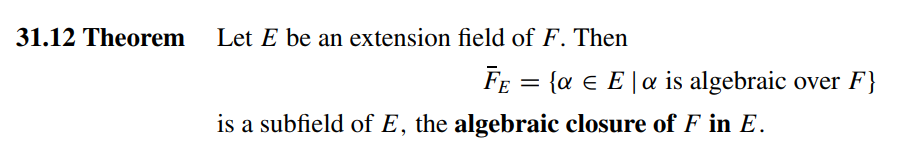 31.12 Theorem Let E be an extension field of F. Then
F̄_E = {α ∈ E | α is algebraic over F}
is a subfield of E, the algebraic closure of F in E.